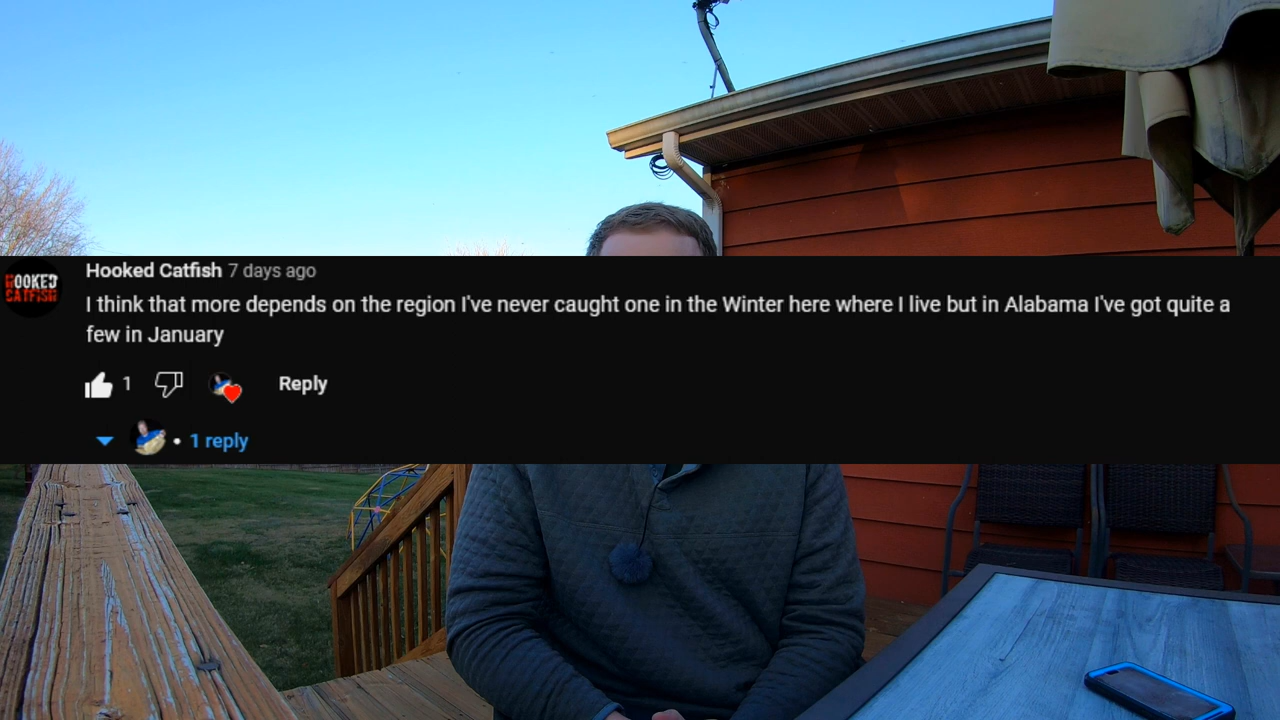 HOOKED
CATFISH
Hooked Catfish 7 days ago
I think that more depends on the region I've never caught one in the Winter here where I live but in Alabama I've got quite a
few in January
1
Reply
• 1 reply